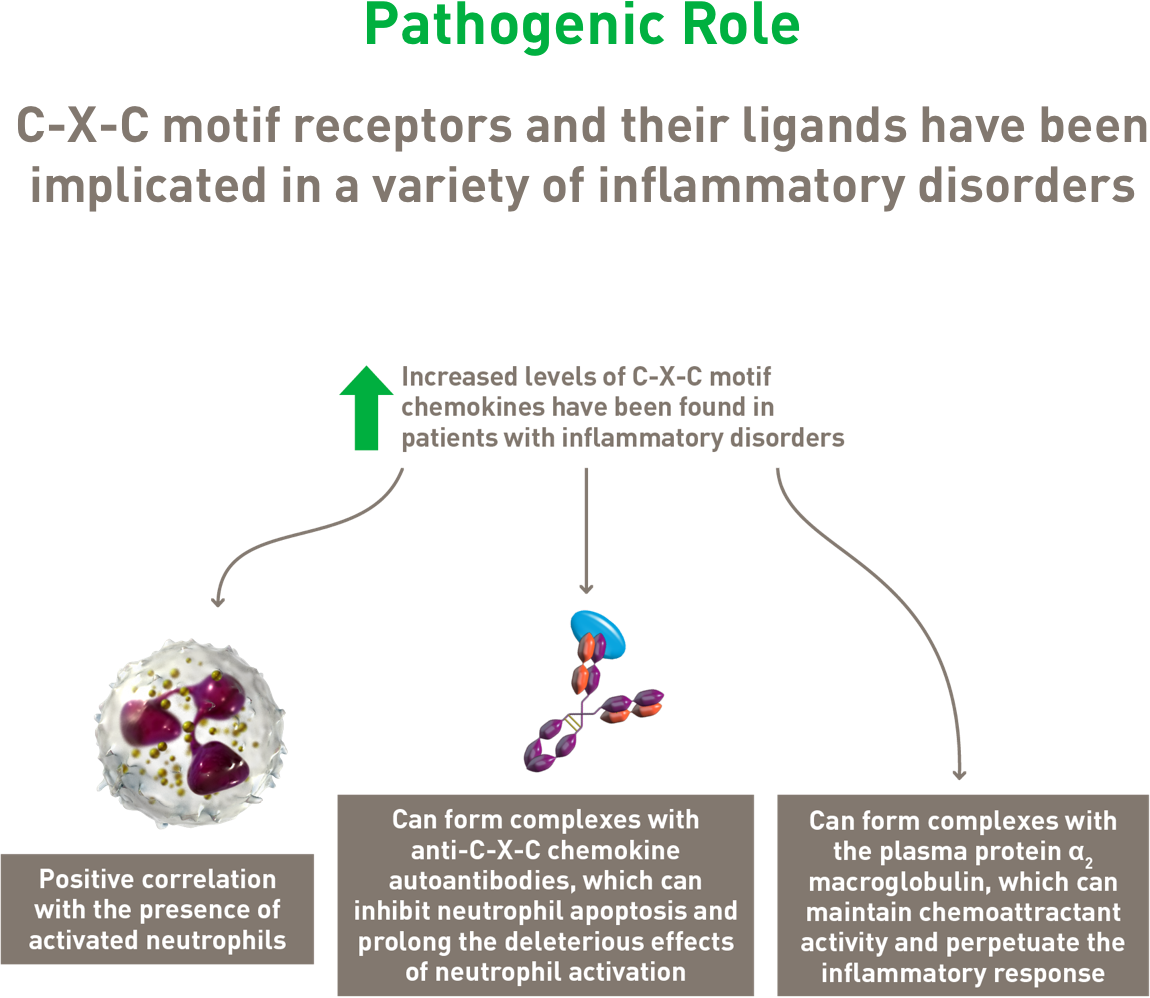 Pathogenic Role
C-X-C motif receptors and their ligands have been
implicated in a variety of inflammatory disorders
Increased levels of C-X-C motif
chemokines have been found in
patients with inflammatory disorders
Positive correlation
with the presence of
activated neutrophils
Can form complexes with
anti-C-X-C chemokine
autoantibodies, which can
inhibit neutrophil apoptosis and
prolong the deleterious effects
of neutrophil activation
Can form complexes with
the plasma protein α₂
macroglobulin, which can
maintain chemoattractant
activity and perpetuate the
inflammatory response